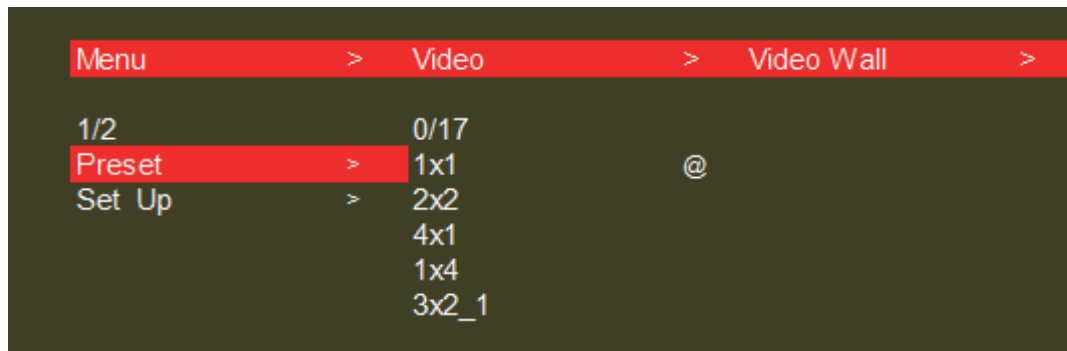 Menu > Video > Video Wall >
1/2 0/17
Preset > 1x1 @
Set Up > 2x2
4x1
1x4
3x2_1